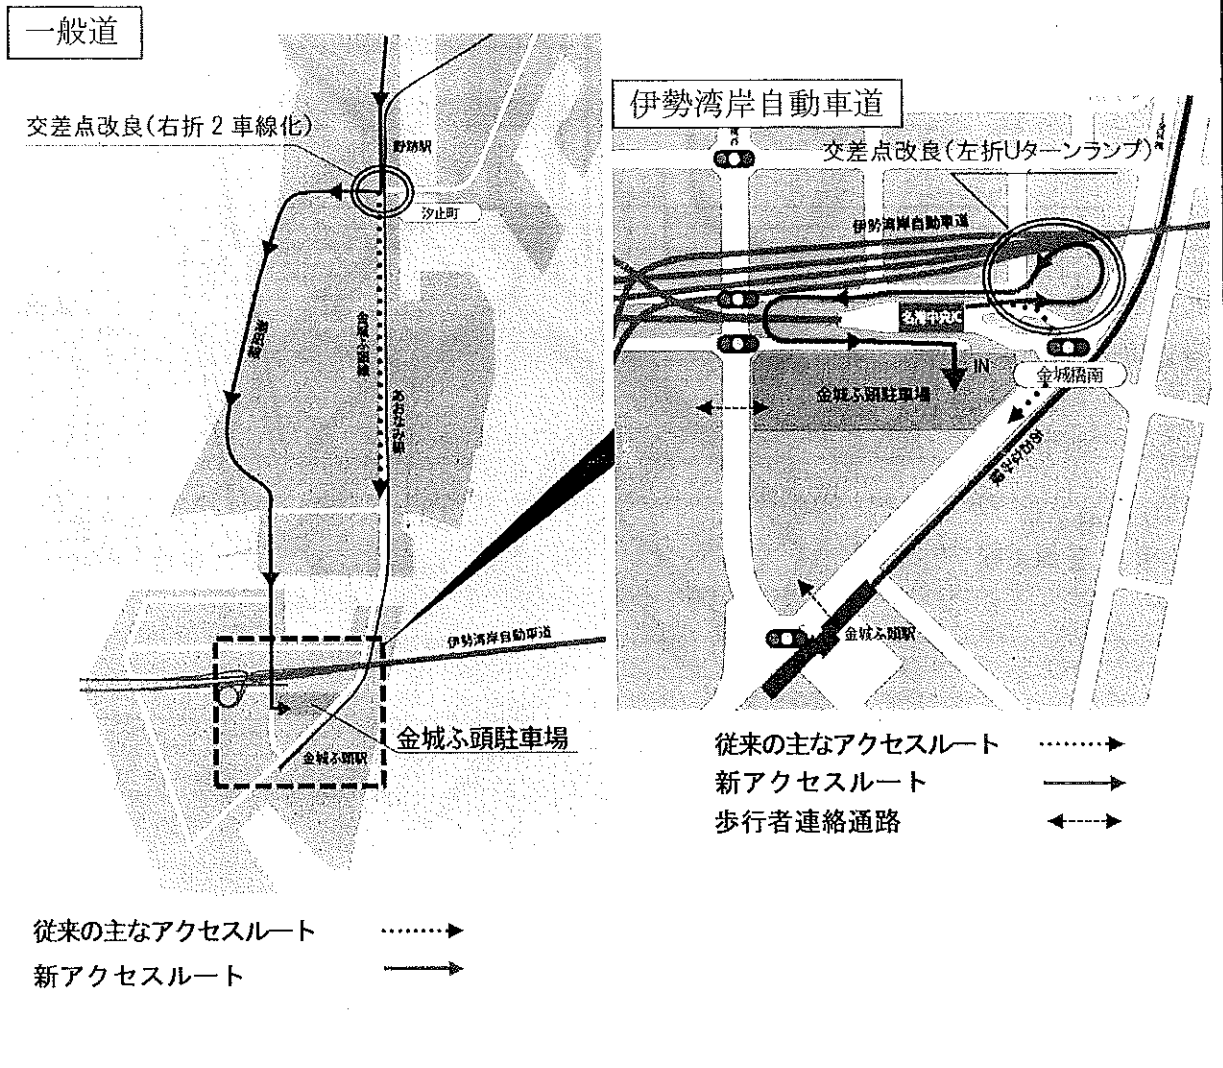 一般道
交差点改良(右折2車線化)
野跡駅
汐止町
金城ふ頭線
あおなみ線
伊勢湾岸自動車道
金城ふ頭駐車場
金城ふ頭駅
従来の主なアクセスルート
新アクセスルート
伊勢湾岸自動車道
交差点改良(左折Uターンランプ)
伊勢湾岸自動車道
名港中央IC
IN
金城橋南
金城ふ頭駐車場
あおなみ線
金城ふ頭駅
従来の主なアクセスルート
新アクセスルート
歩行者連絡通路